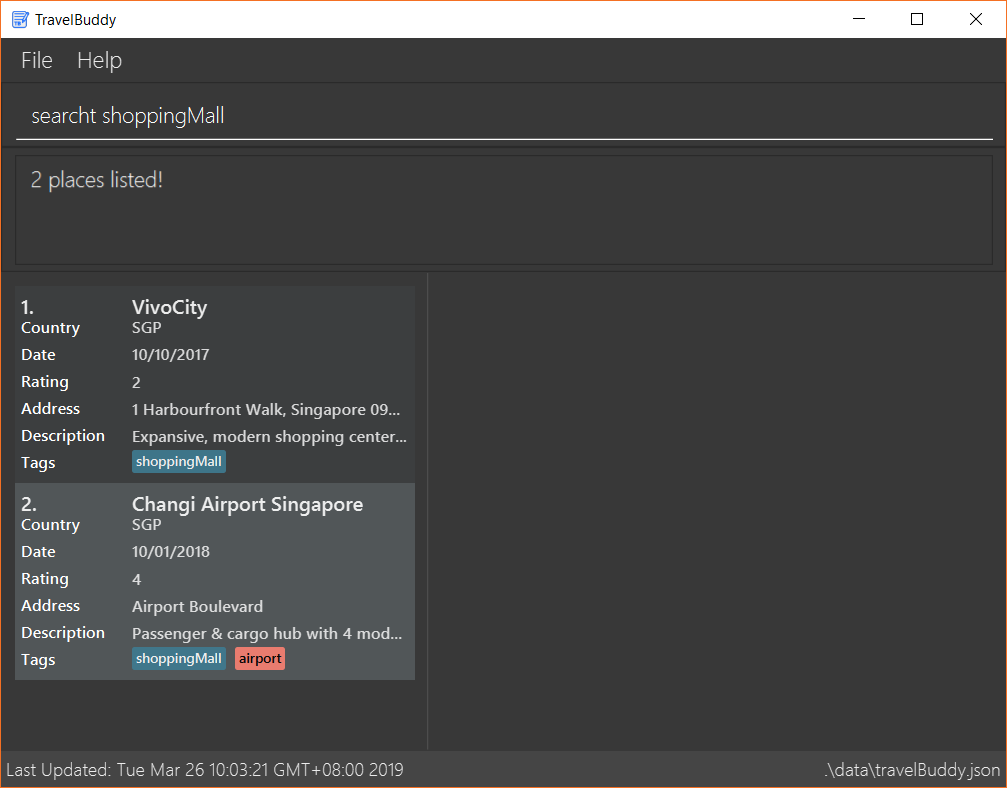 TravelBuddy
File Help
searcht shoppingMall
2 places listed!
1. VivoCity
Country SGP
Date 10/10/2017
Rating 2
Address 1 Harbourfront Walk, Singapore 09...
Description Expansive, modern shopping center...
Tags shoppingMall
2. Changi Airport Singapore
Country SGP
Date 10/01/2018
Rating 4
Address Airport Boulevard
Description Passenger & cargo hub with 4 mod...
Tags shoppingMall airport
Last Updated: Tue Mar 26 10:03:21 GMT+08:00 2019 .\data\travelBuddy.json